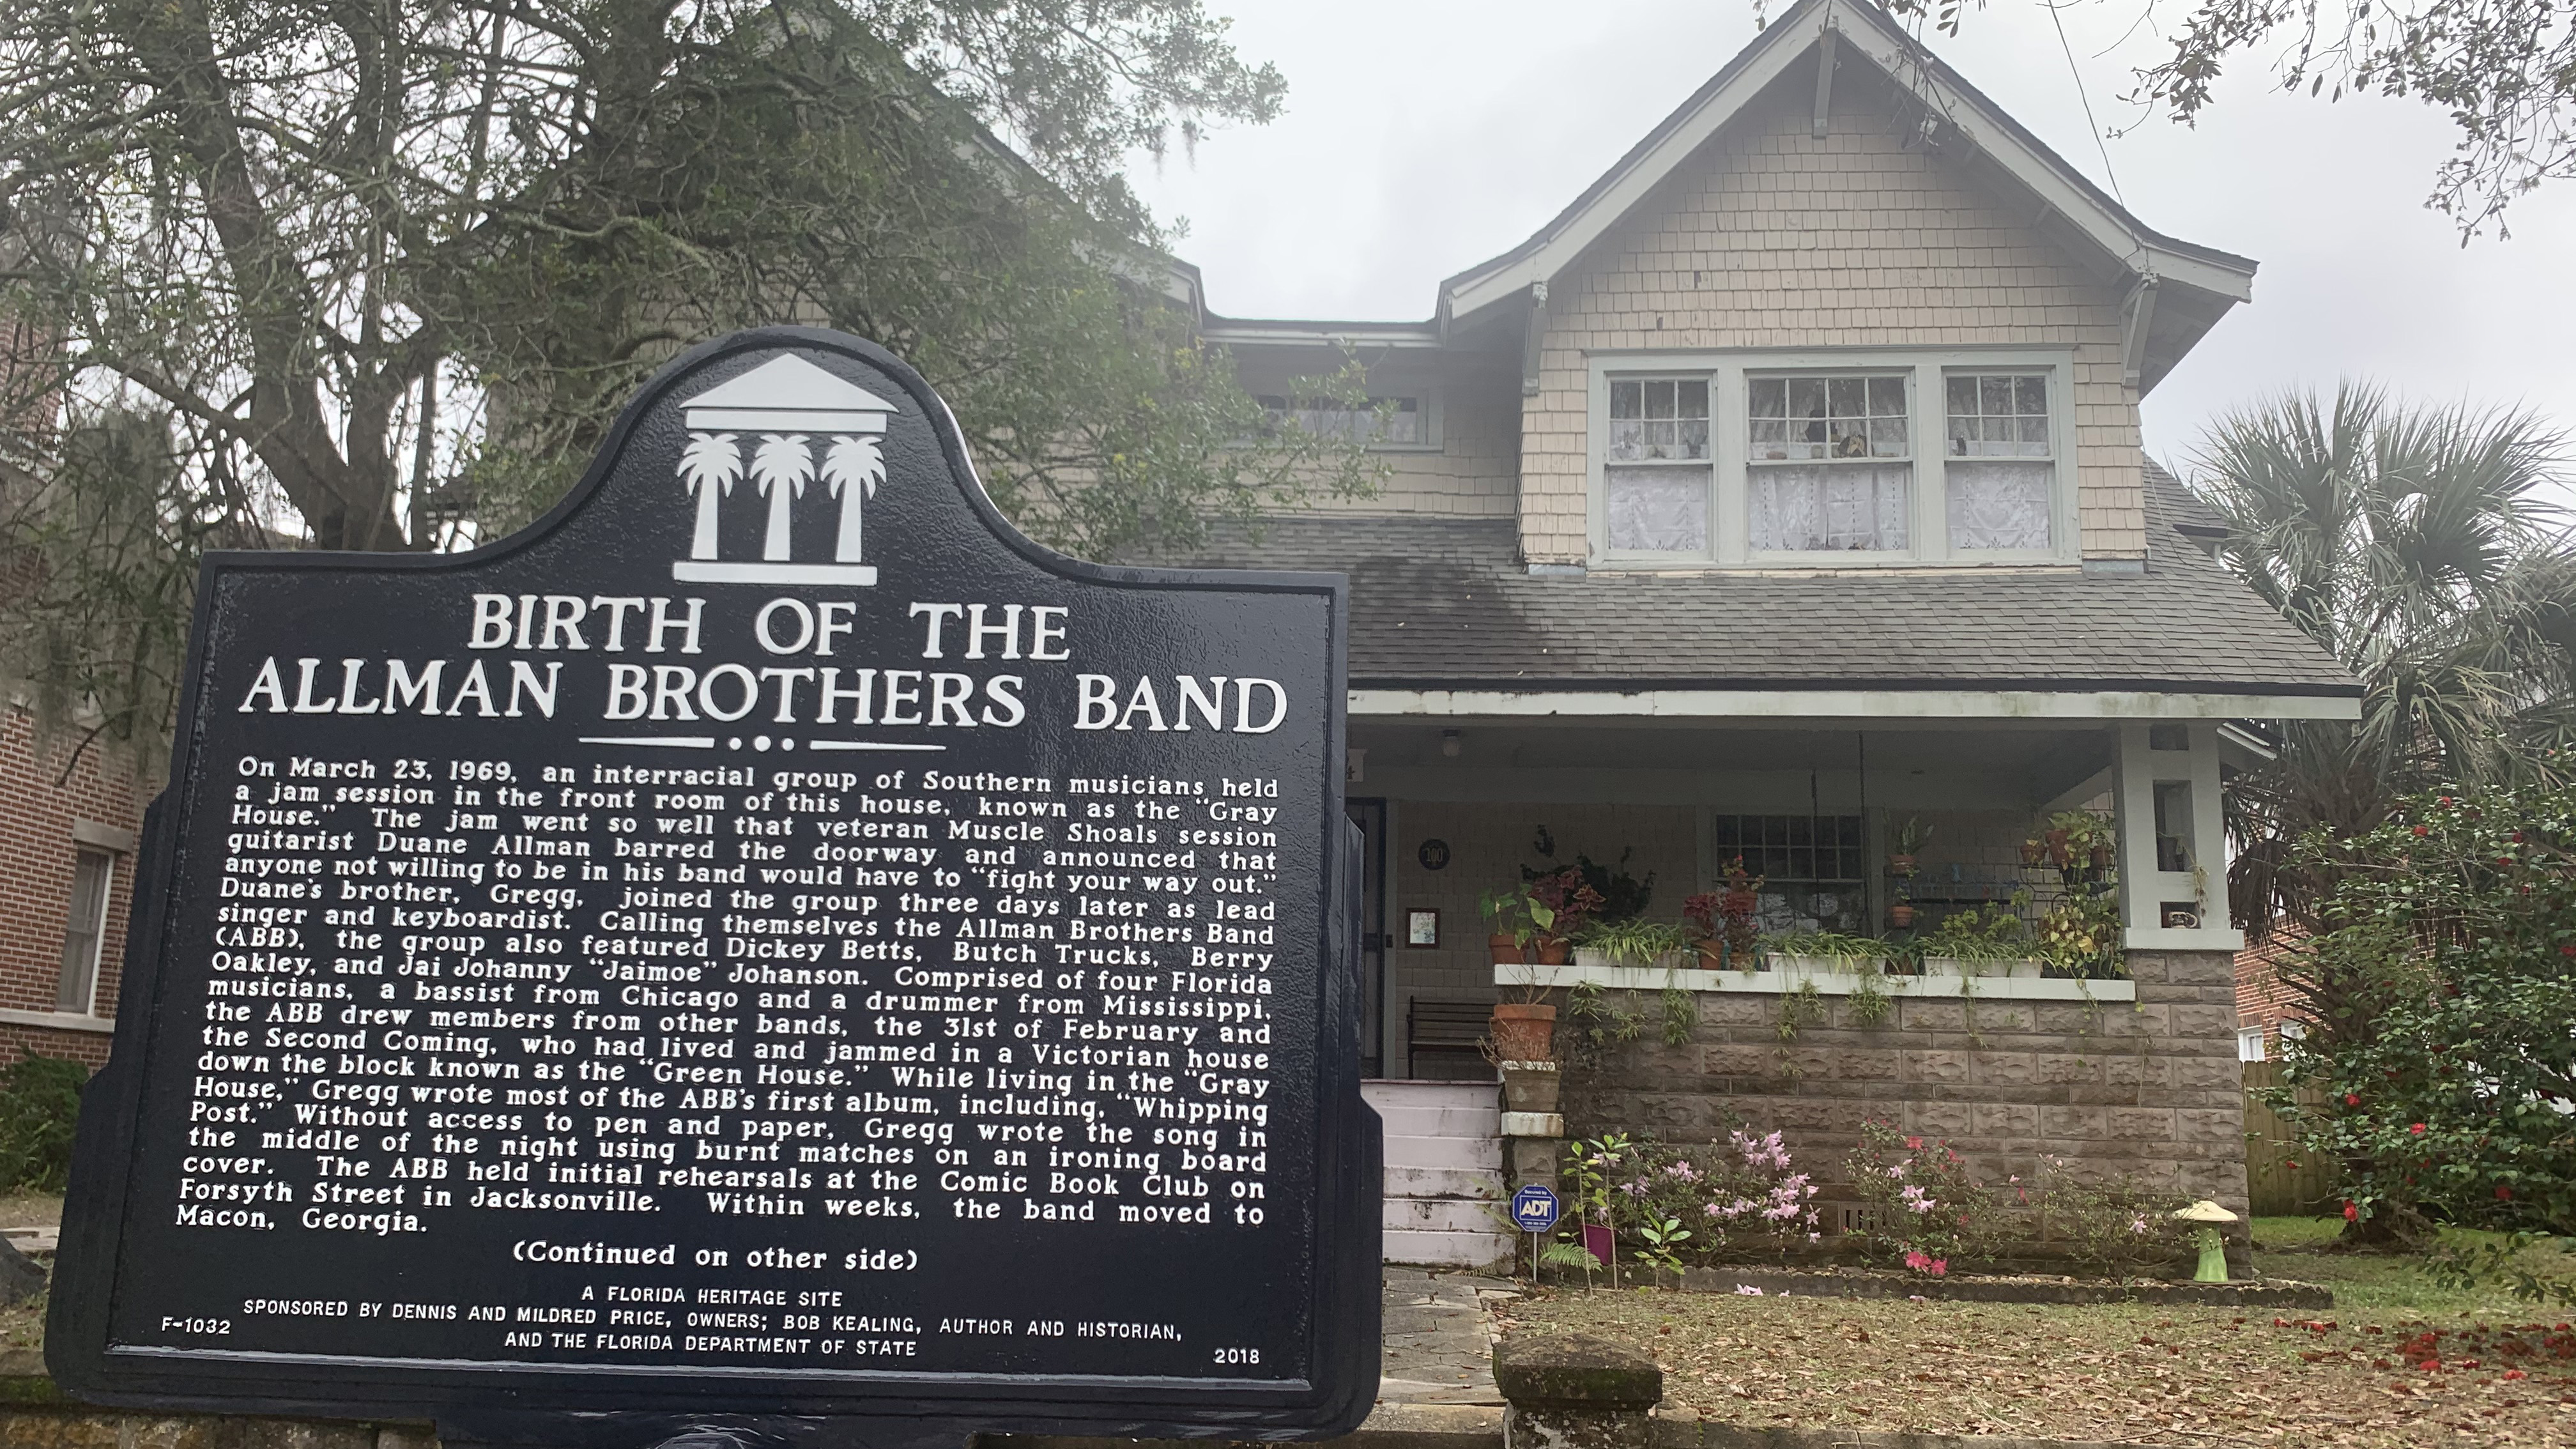 BIRTH OF THE
ALLMAN BROTHERS BAND
On March 23, 1969, an interracial group of Southern musicians held
a jam session in the front room of this house, known as the "Gray
House." The jam went so well that veteran Muscle Shoals session
guitarist Duane Allman barred the doorway and announced that
anyone not willing to be in his band would have to "fight your way out."
Duane's brother, Gregg, joined the group three days later as lead
singer and keyboardist. Calling themselves the Allman Brothers Band
(ABB), the group also featured Dickey Betts, Butch Trucks, Berry
Oakley, and Jai Johanny "Jaimoe" Johanson. Comprised of four Florida
musicians, a bassist from Chicago and a drummer from Mississippi,
the ABB drew members from other bands, the 31st of February and
the Second Coming, who had lived and jammed in a Victorian house
down the block known as the "Green House." While living in the "Gray
House," Gregg wrote most of the ABB's first album, including, "Whipping
Post." Without access to pen and paper, Gregg wrote the song in
the middle of the night using burnt matches on an ironing board
cover. The ABB held initial rehearsals at the Comic Book Club on
Forsyth Street in Jacksonville. Within weeks, the band moved to
Macon, Georgia.
(Continued on other side)
A FLORIDA HERITAGE SITE
SPONSORED BY DENNIS AND MILDRED PRICE, OWNERS; BOB KEALING, AUTHOR AND HISTORIAN,
AND THE FLORIDA DEPARTMENT OF STATE
F-1032
2018
4
100
ADT